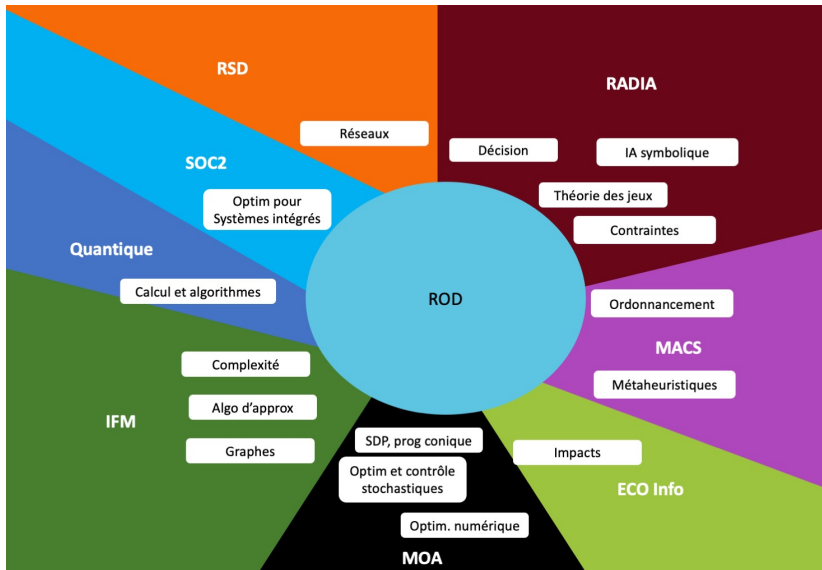 RSD
RADIA
Réseaux
Décision
IA symbolique
SOC2
Optim pour
Systèmes intégrés
Théorie des jeux
Contraintes
Quantique
Calcul et algorithmes
ROD
Ordonnancement
MACS
Complexité
Métaheuristiques
IFM
Algo d’approx
Graphes
SDP, prog conique
Impacts
Optim et contrôle
stochastiques
ECO Info
Optim. numérique
MOA